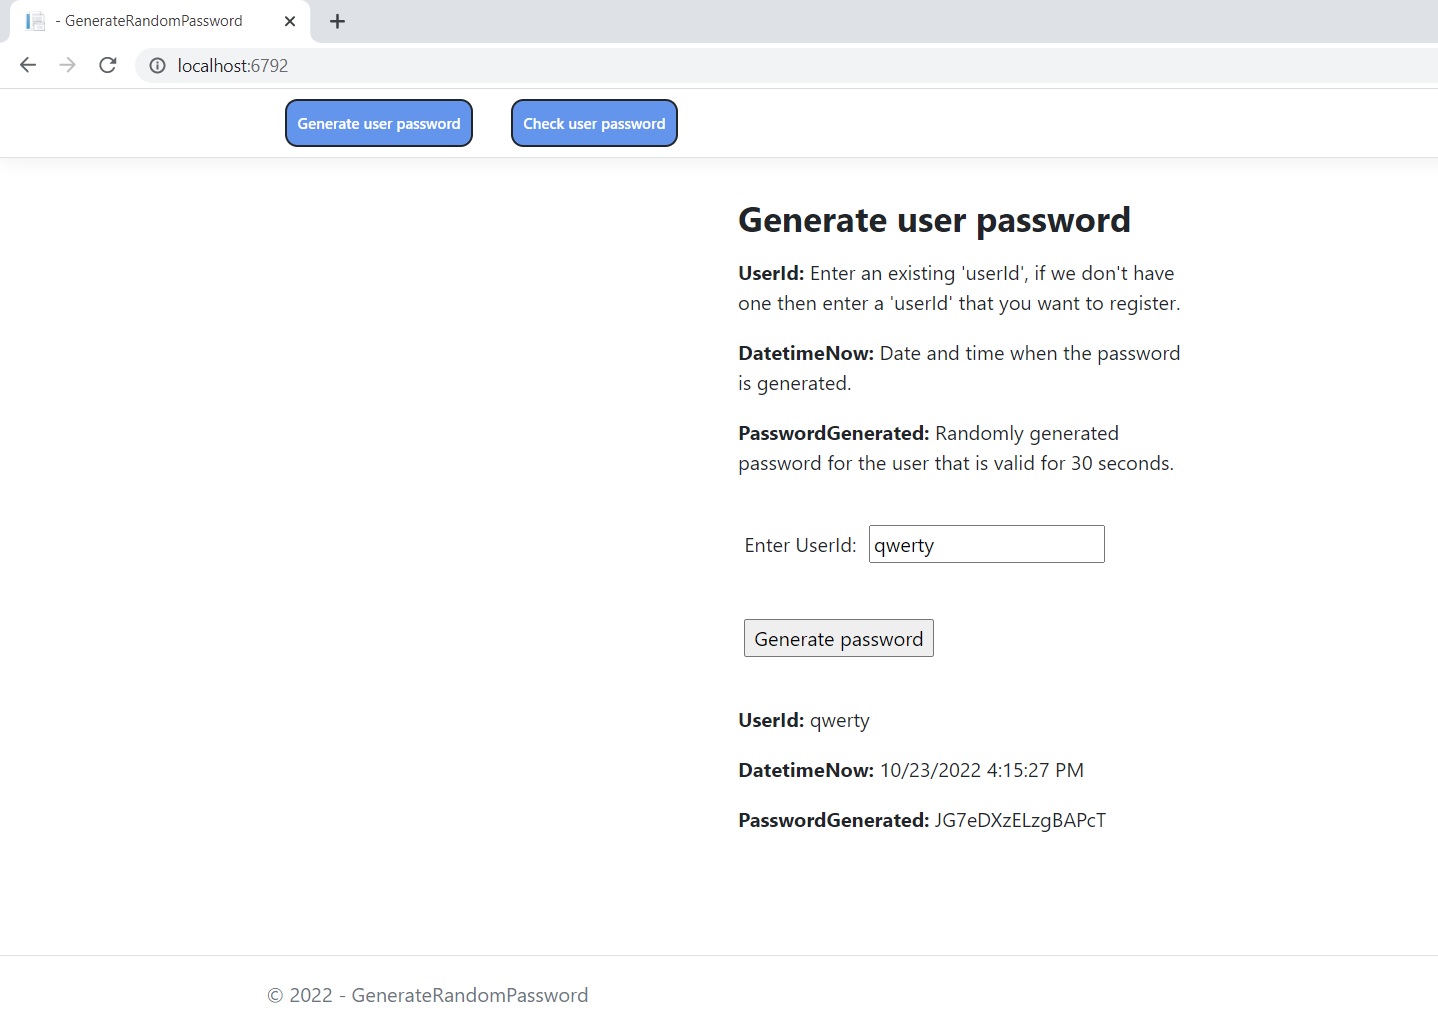 - GenerateRandomPassword
localhost:6792
Generate user password
Check user password
Generate user password
UserId: Enter an existing 'userId', if we don't have
one then enter a 'userId' that you want to register.
DatetimeNow: Date and time when the password
is generated.
PasswordGenerated: Randomly generated
password for the user that is valid for 30 seconds.
Enter UserId: qwerty
Generate password
UserId: qwerty
DatetimeNow: 10/23/2022 4:15:27 PM
PasswordGenerated: JG7eDXzELzgBAPcT
© 2022 - GenerateRandomPassword